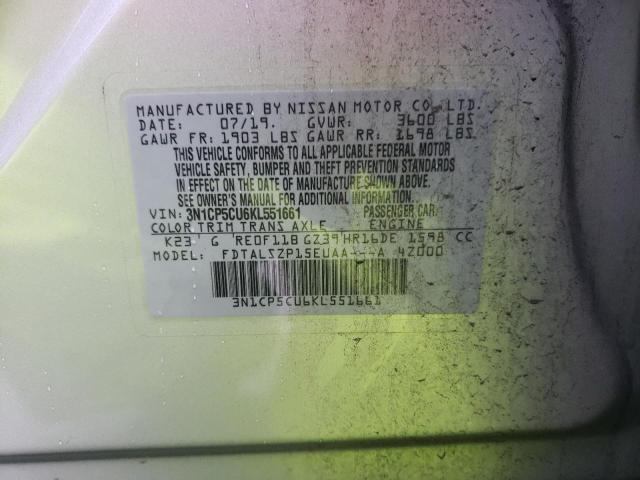 MANUFACTURED BY NISSAN MOTOR CO., LTD.
DATE: 07/19. GVWR: 3600 LBS
GAWR FR: 1903 LBS GAWR RR: 1698 LBS
THIS VEHICLE CONFORMS TO ALL APPLICABLE FEDERAL MOTOR
VEHICLE SAFETY, BUMPER AND THEFT PREVENTION STANDARDS
IN EFFECT ON THE DATE OF MANUFACTURE SHOWN ABOVE.
SEE OWNER'S MANUAL FOR ADDITIONAL INFORMATION.
VIN: 3N1CP5CU6KL551661 PASSENGER CAR
COLOR TRIM TRANS AXLE ENGINE
K23 G RE0F11B GZ39 HR16DE 1598 CC
MODEL: FDTALSZP15EUAA---A 4Z000
3N1CP5CU6KL551661